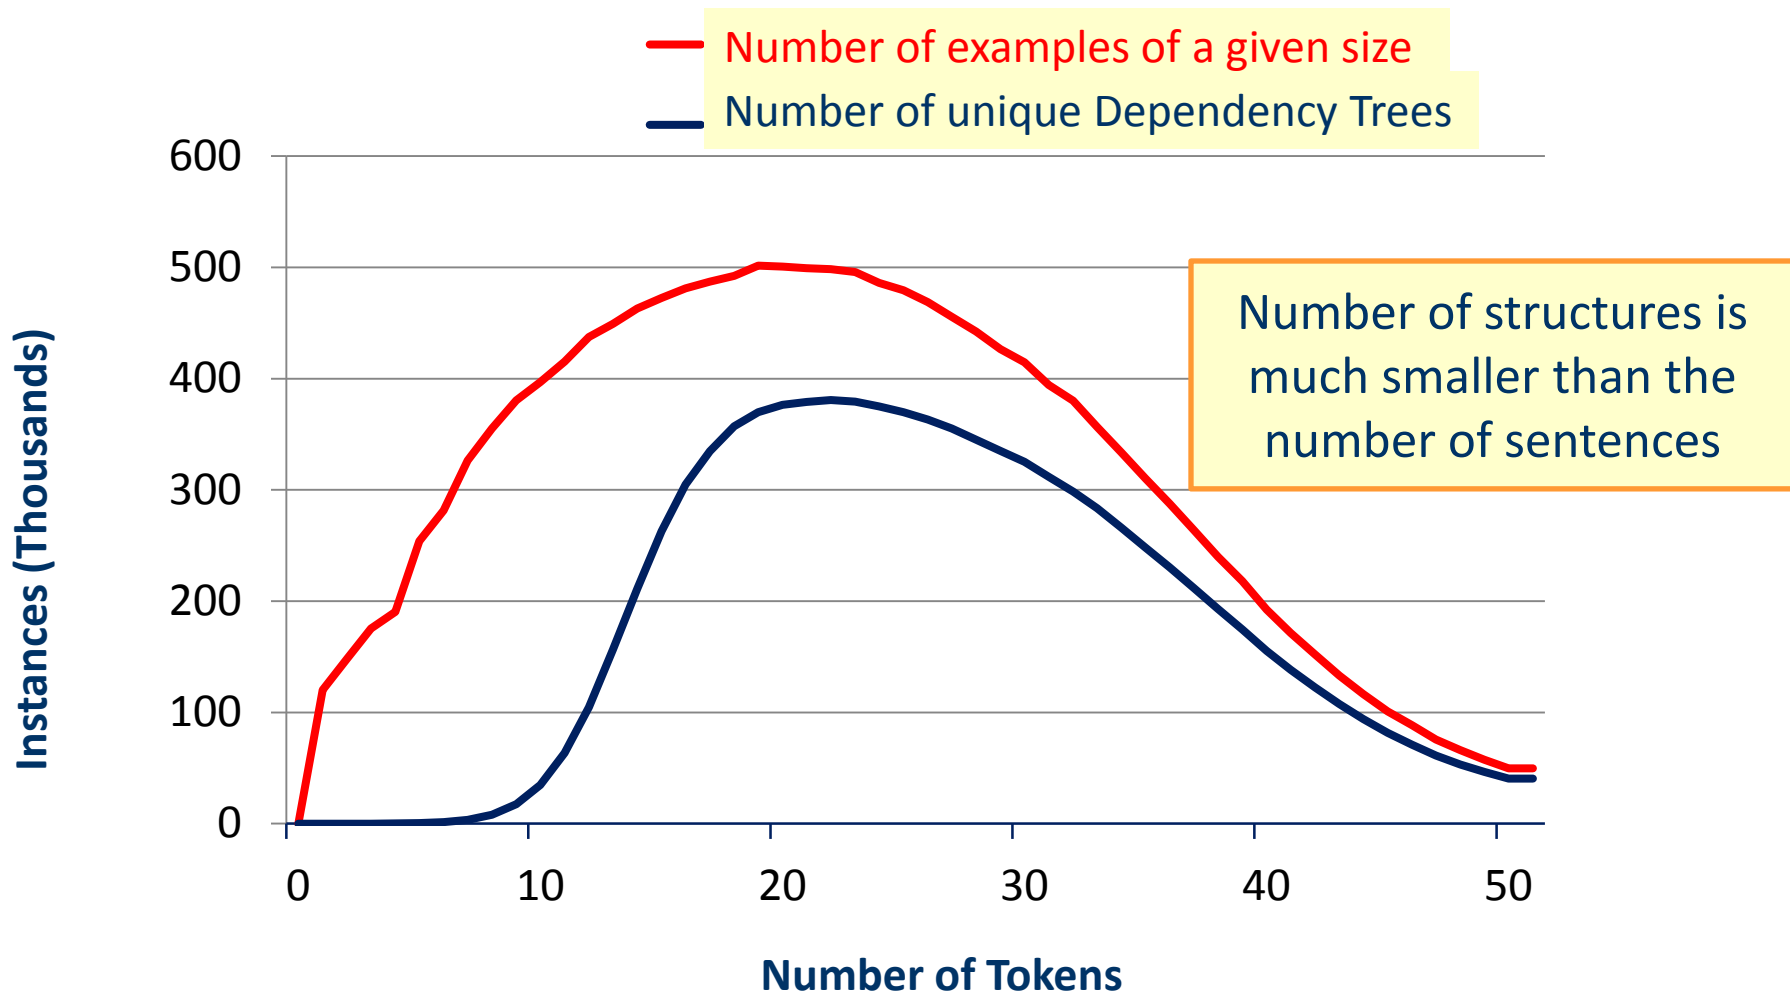 Number of examples of a given size
Number of unique Dependency Trees
600
500
400
300
200
100
0
Instances (Thousands)
Number of structures is
much smaller than the
number of sentences
0 10 20 30 40 50
Number of Tokens